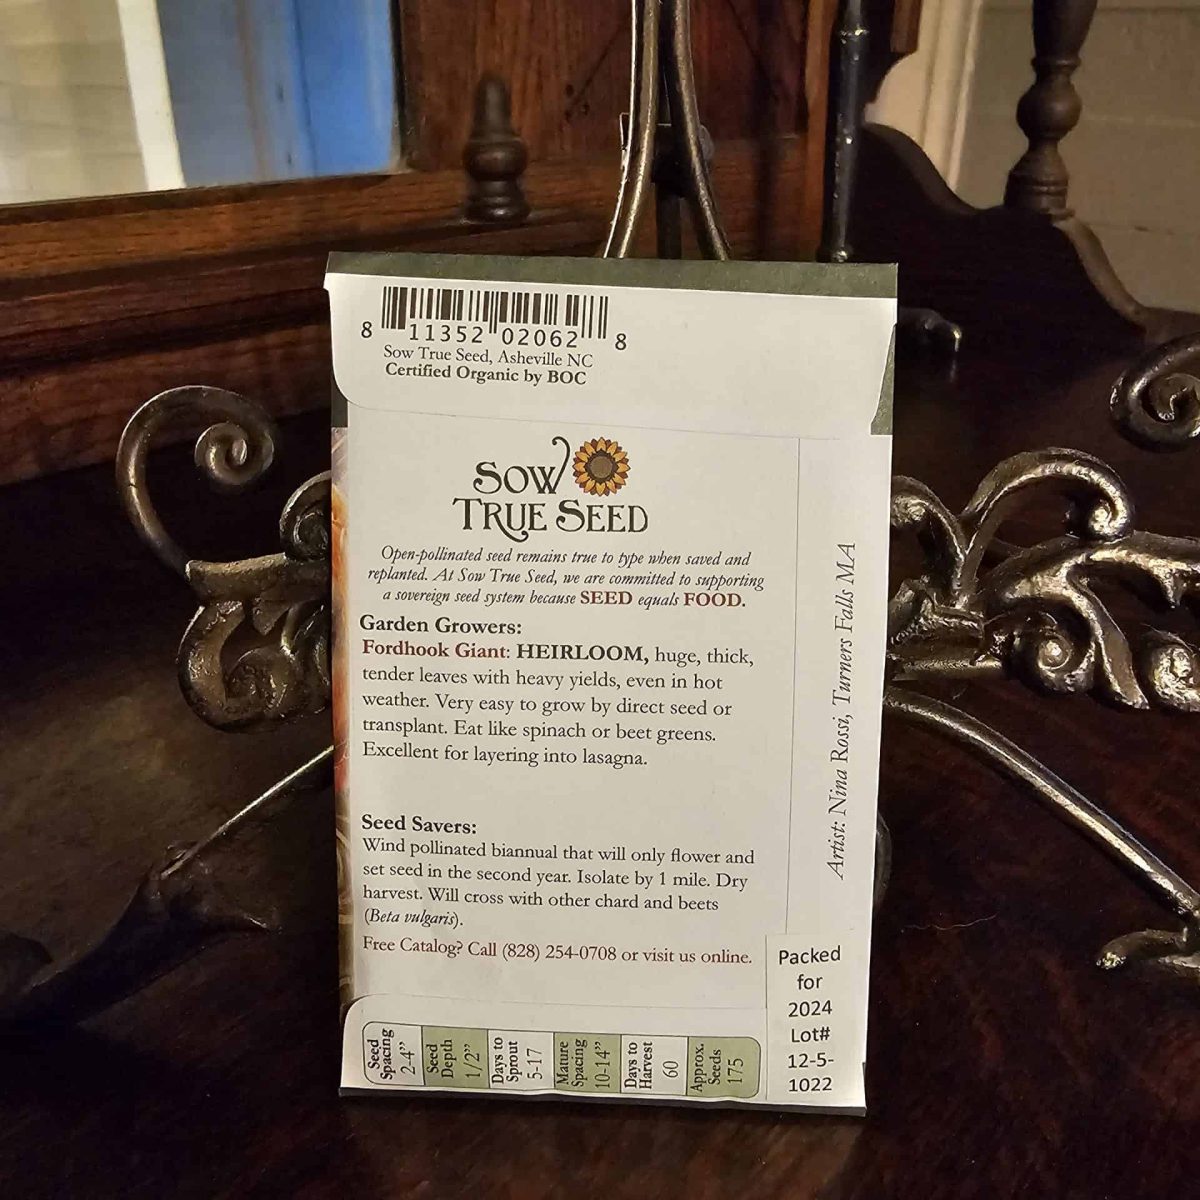 8 11352 02062 8
Sow True Seed, Asheville NC
Certified Organic by BOC
SOW
TRUE SEED
Open-pollinated seed remains true to type when saved and
replanted. At Sow True Seed, we are committed to supporting
a sovereign seed system because SEED equals FOOD.
Garden Growers:
Fordhook Giant: HEIRLOOM, huge, thick,
tender leaves with heavy yields, even in hot
weather. Very easy to grow by direct seed or
transplant. Eat like spinach or beet greens.
Excellent for layering into lasagna.
Seed Savers:
Wind pollinated biannual that will only flower and
set seed in the second year. Isolate by 1 mile. Dry
harvest. Will cross with other chard and beets
(Beta vulgaris).
Free Catalog? Call (828) 254-0708 or visit us online.
Artist: Nina Rossi, Turners Falls MA
Seed
Spacing
2-4”
Seed
Depth
1/2”
Days to
Sprout
5-17
Mature
Spacing
10-14”
Days to
Harvest
60
Approx.
Seeds
175
Packed
for
2024
Lot#
12-5-
1022